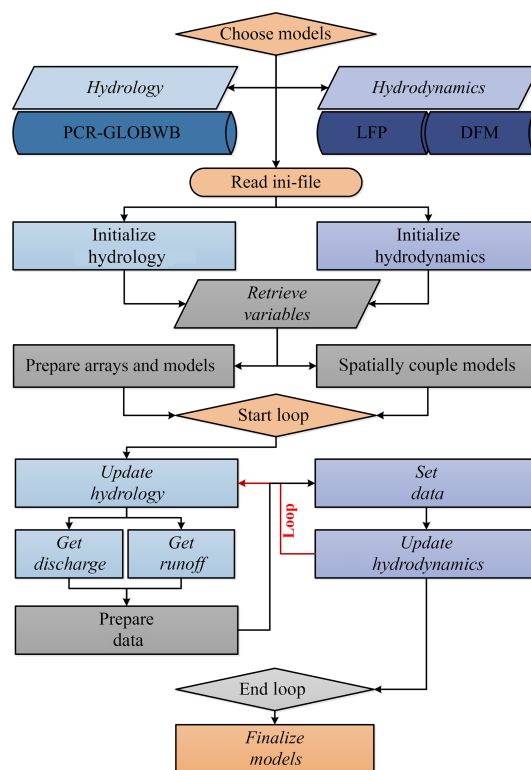 Choose models
Hydrology
Hydrodynamics
PCR-GLOBWB
LFP
DFM
Read ini-file
Initialize
hydrology
Initialize
hydrodynamics
Retrieve
variables
Prepare arrays and models
Spatially couple models
Start loop
Update
hydrology
Set
data
Loop
Get
discharge
Get
runoff
Update
hydrodynamics
Prepare
data
End loop
Finalize
models